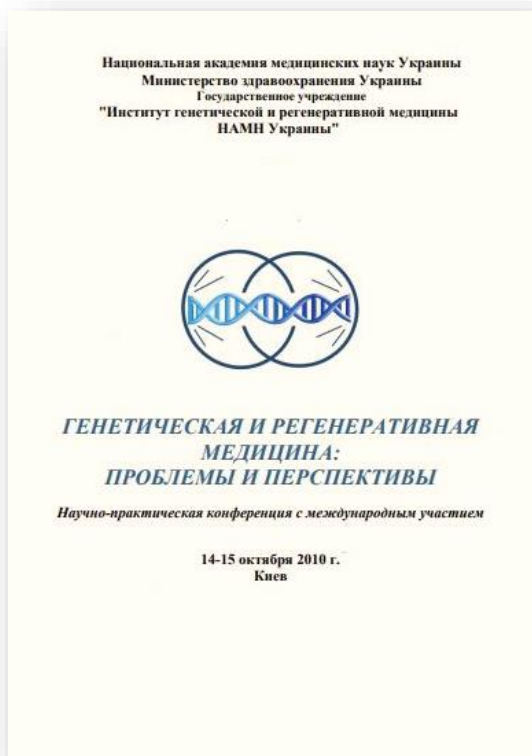 Национальная академия медицинских наук Украины
Министерство здравоохранения Украины
Государственное учреждение
"Институт генетической и регенеративной медицины
НАМН Украины"
ГЕНЕТИЧЕСКАЯ И РЕГЕНЕРАТИВНАЯ
МЕДИЦИНА:
ПРОБЛЕМЫ И ПЕРСПЕКТИВЫ
Научно-практическая конференция с международным участием
14-15 октября 2010 г.
Киев